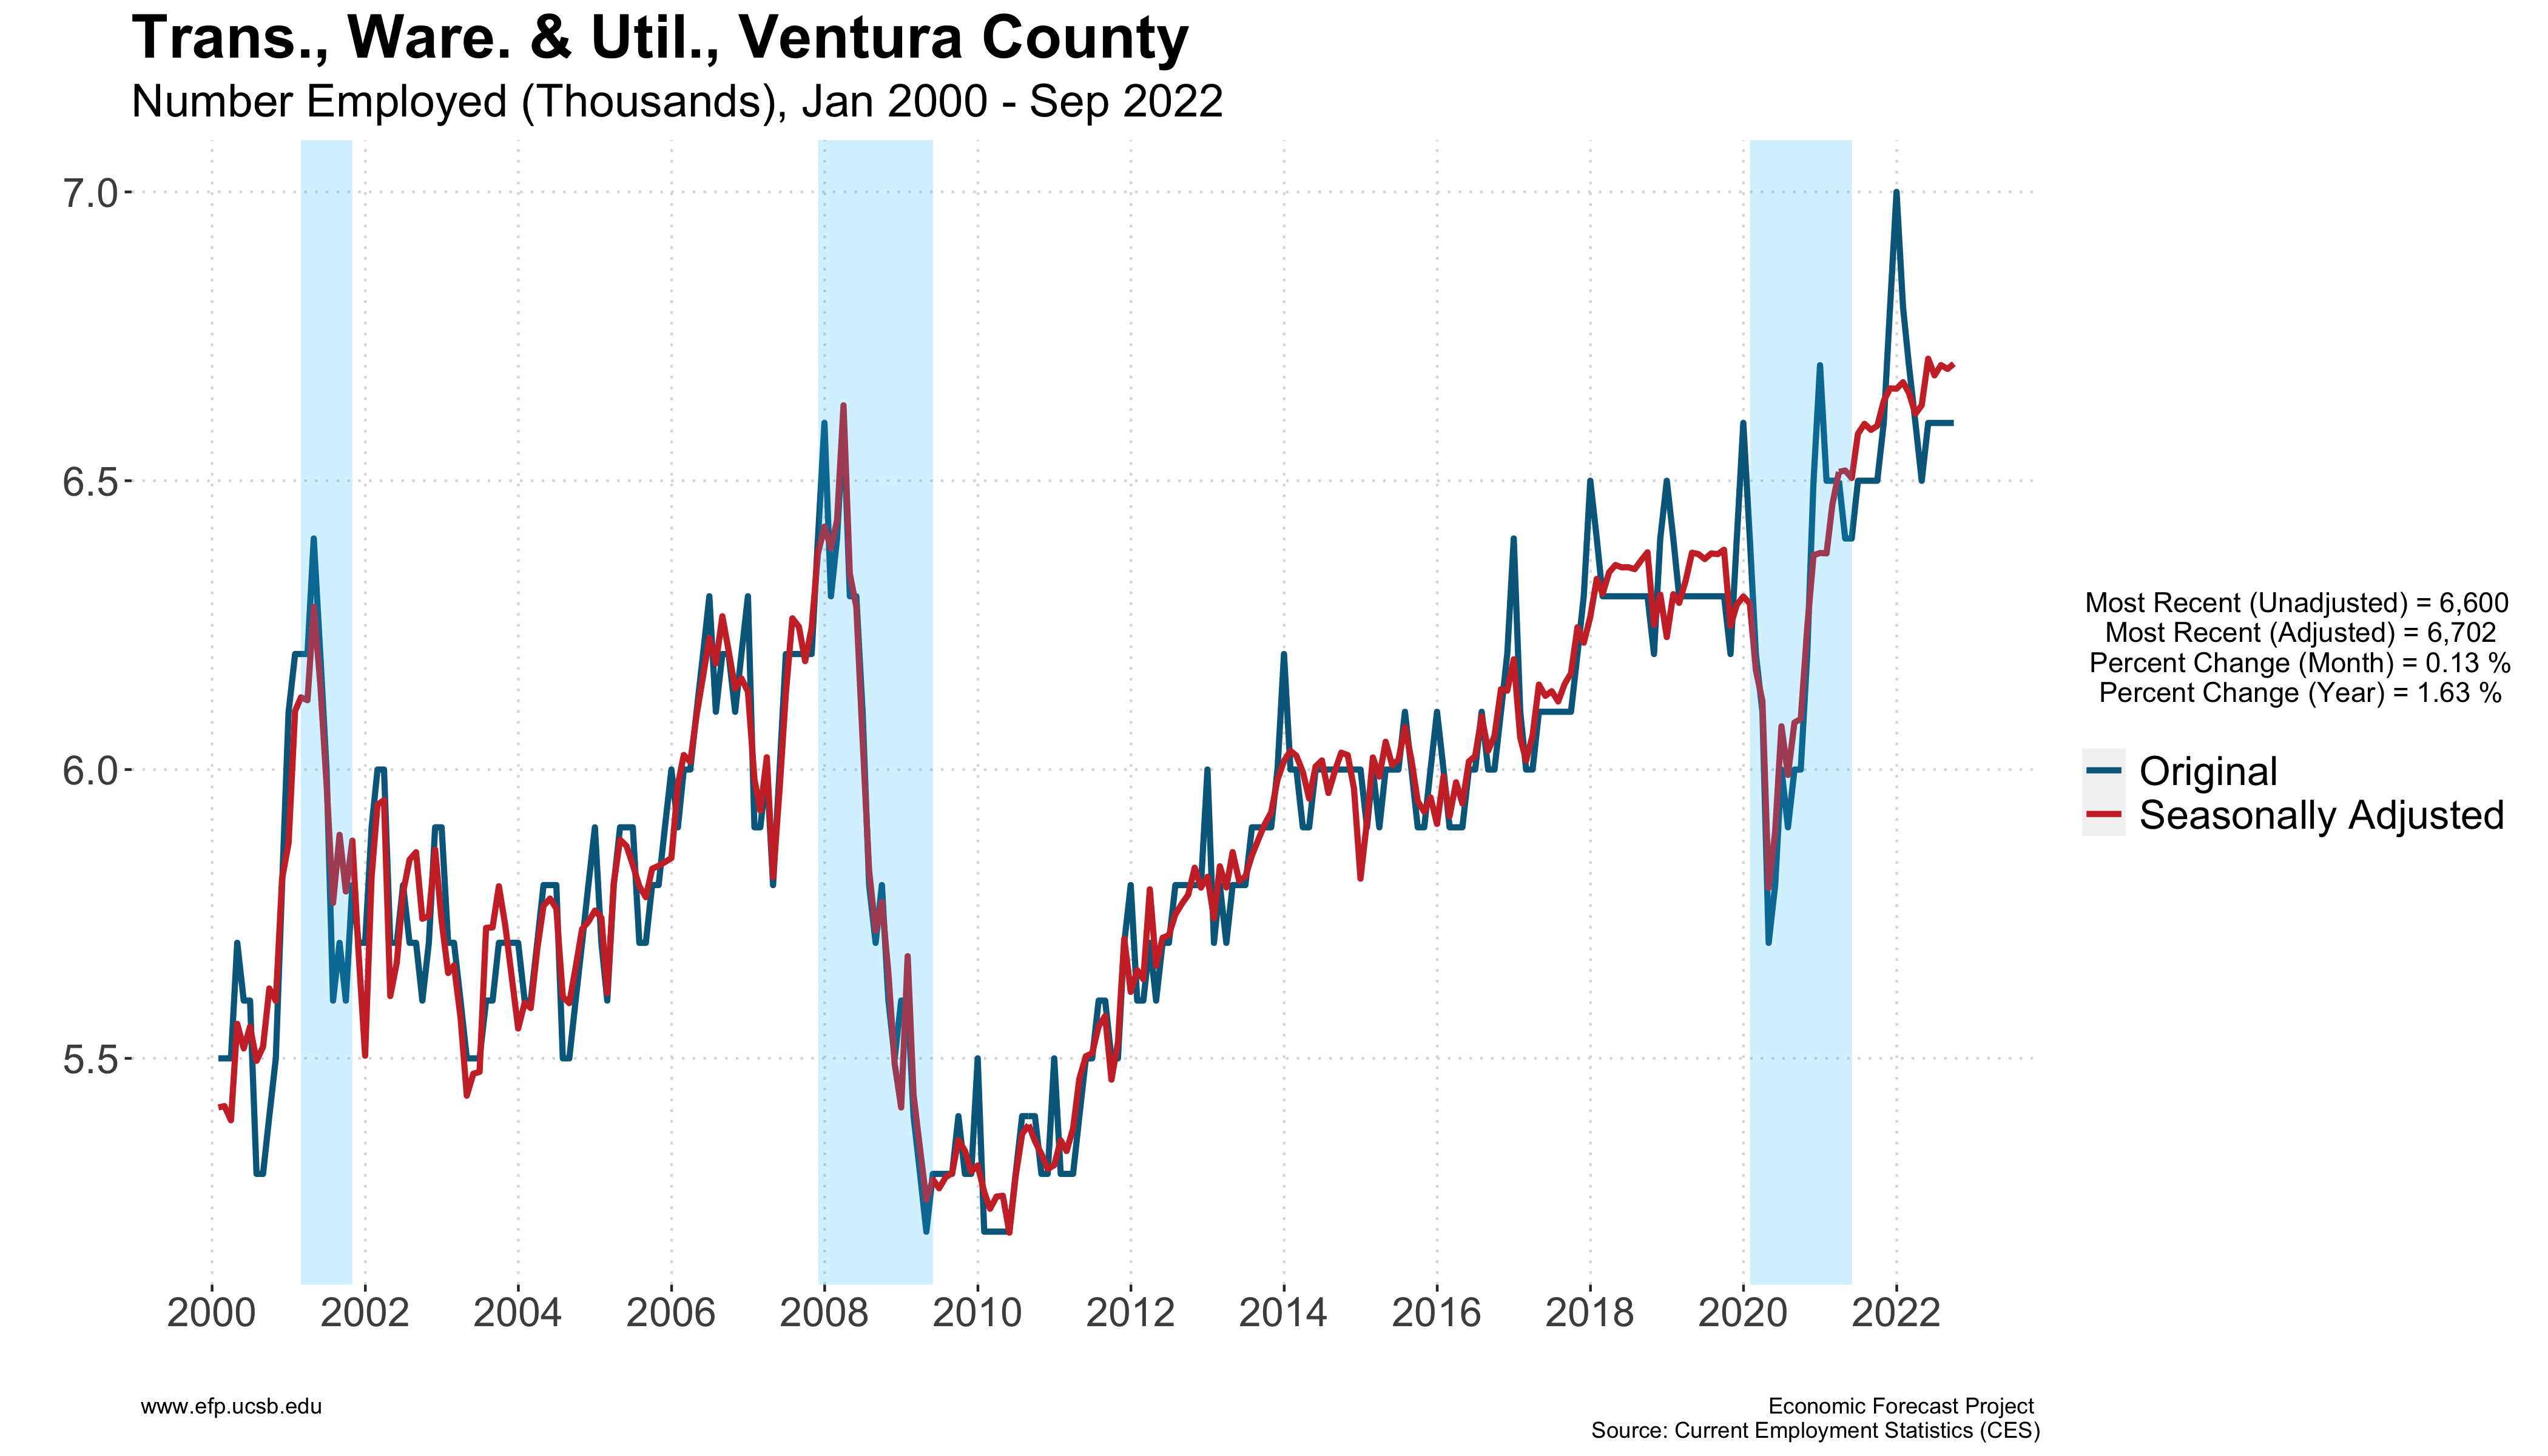 Trans., Ware. & Util., Ventura County
Number Employed (Thousands), Jan 2000 - Sep 2022
7.0
6.5
6.0
5.5
2000 2002 2004 2006 2008 2010 2012 2014 2016 2018 2020 2022
Most Recent (Unadjusted) = 6,600
Most Recent (Adjusted) = 6,702
Percent Change (Month) = 0.13 %
Percent Change (Year) = 1.63 %
Original
Seasonally Adjusted
www.efp.ucsb.edu
Economic Forecast Project
Source: Current Employment Statistics (CES)